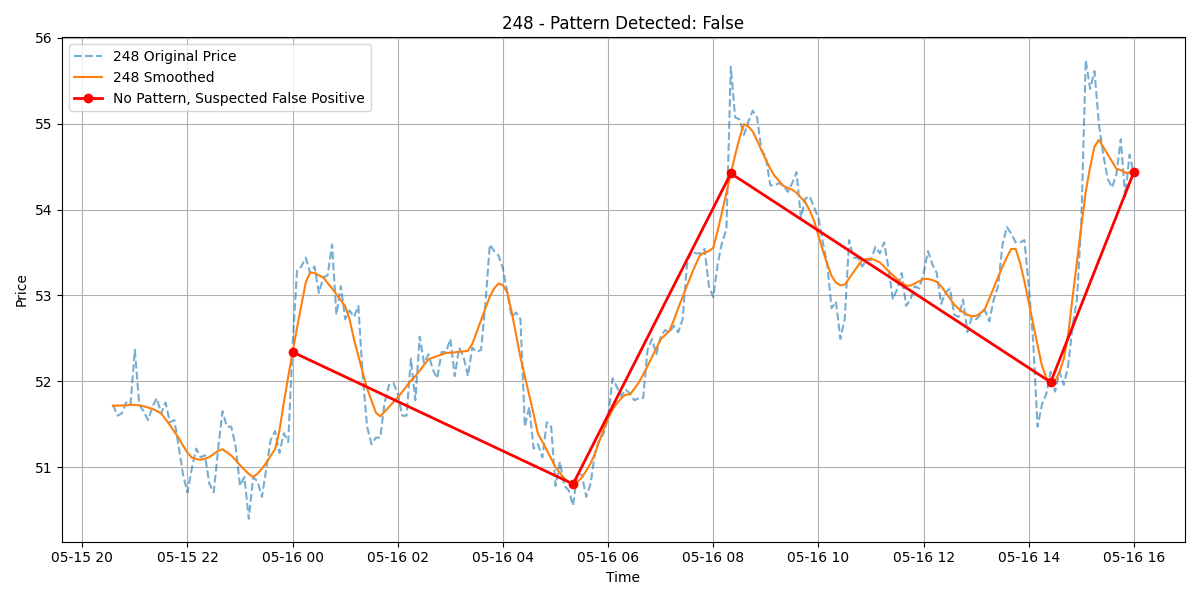 248 - Pattern Detected: False
248 Original Price
248 Smoothed
No Pattern, Suspected False Positive
Price
56
55
54
53
52
51
05-15 20 05-15 22 05-16 00 05-16 02 05-16 04 05-16 06 05-16 08 05-16 10 05-16 12 05-16 14 05-16 16
Time